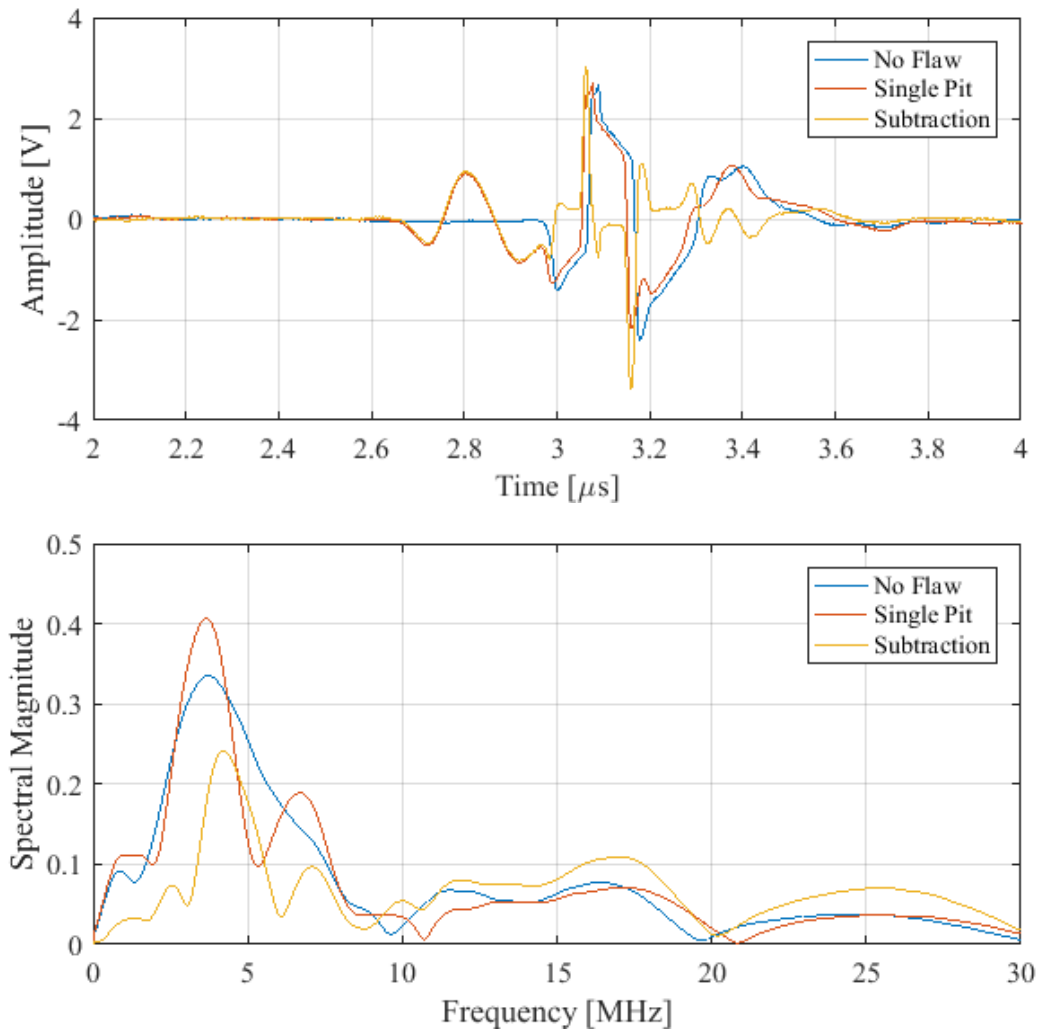 4
2
0
-2
-4
Amplitude [V]
No Flaw
Single Pit
Subtraction
2 2.2 2.4 2.6 2.8 3 3.2 3.4 3.6 3.8 4
Time [μs]
0.5
0.4
0.3
0.2
0.1
0
Spectral Magnitude
No Flaw
Single Pit
Subtraction
0 5 10 15 20 25 30
Frequency [MHz]